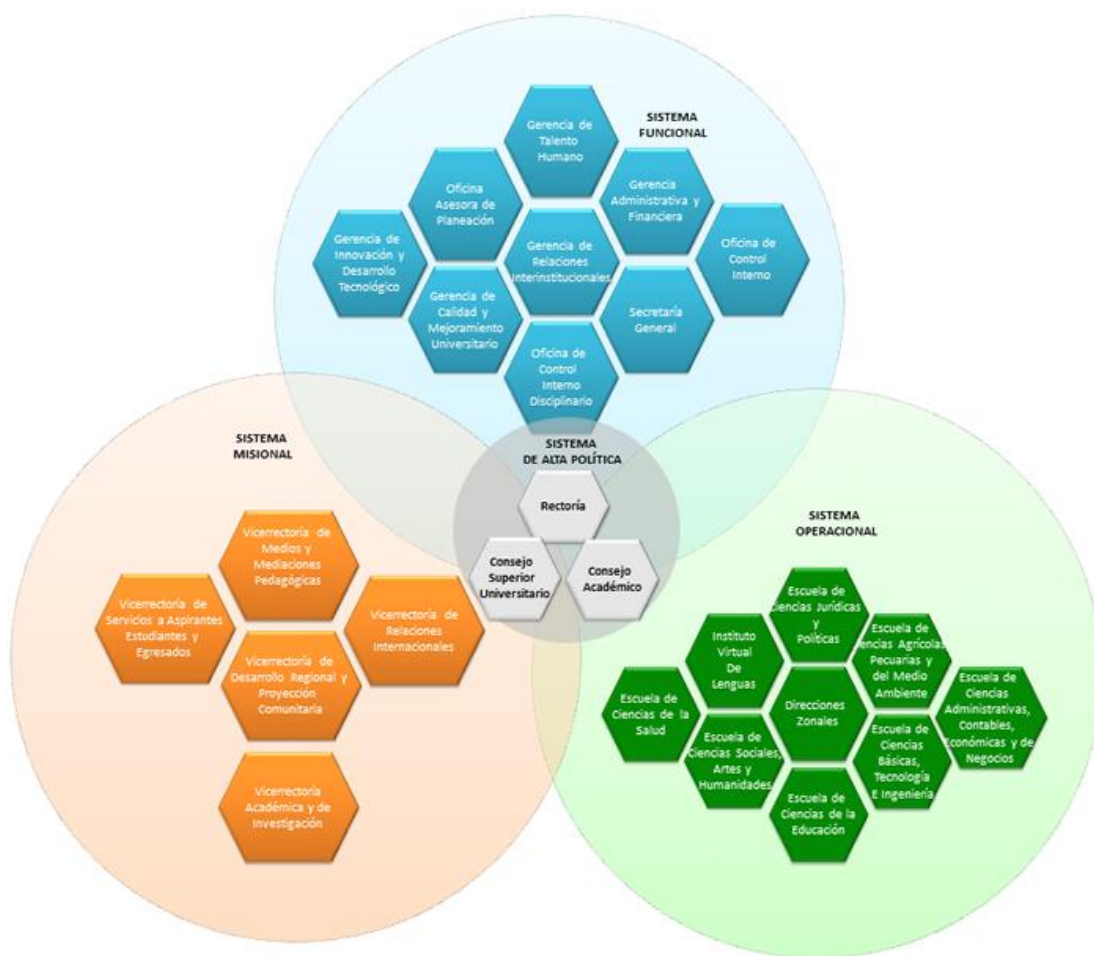 SISTEMA
FUNCIONAL
Gerencia de
Talento
Humano
Oficina
Asesora de
Planeación
Gerencia
Administrativa y
Financiera
Gerencia de
Innovación y
Desarrollo
Tecnológico
Gerencia de
Relaciones
Interinstitucionales
Oficina de
Control
Interno
Gerencia de
Calidad y
Mejoramiento
Universitario
Secretaría
General
Oficina de
Control
Interno
Disciplinario
SISTEMA
DE ALTA POLÍTICA
Rectoría
Consejo
Superior
Universitario
Consejo
Académico
SISTEMA
MISIONAL
Vicerrectoría de
Medios y
Mediaciones
Pedagógicas
Vicerrectoría de
Servicios a Aspirantes
Estudiantes y
Egresados
Vicerrectoría de
Relaciones
Internacionales
Vicerrectoría de
Desarrollo Regional y
Proyección
Comunitaria
Vicerrectoría
Académica y de
Investigación
SISTEMA
OPERACIONAL
Escuela de
Ciencias Jurídicas
y
Políticas
Instituto
Virtual
De
Lenguas
Escuela de
Ciencias Agrícolas,
Pecuarias y
del Medio
Ambiente
Escuela de
Ciencias de la
Salud
Direcciones
Zonales
Escuela de
Ciencias
Administrativas,
Contables,
Económicas y de
Negocios
Escuela de
Ciencias Sociales,
Artes y
Humanidades
Escuela de
Ciencias
Básicas,
Tecnología
E Ingeniería
Escuela de
Ciencias de la
Educación